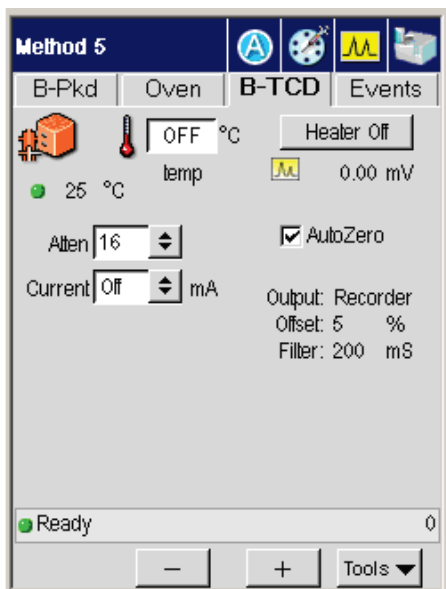 Method 5
A
B-Pkd Oven B-TCD Events
OFF °C Heater Off
temp 0.00 mV
25 °C
Atten 16 AutoZero
Current Off mA
Output: Recorder
Offset: 5 %
Filter: 200 mS
Ready 0
− + Tools